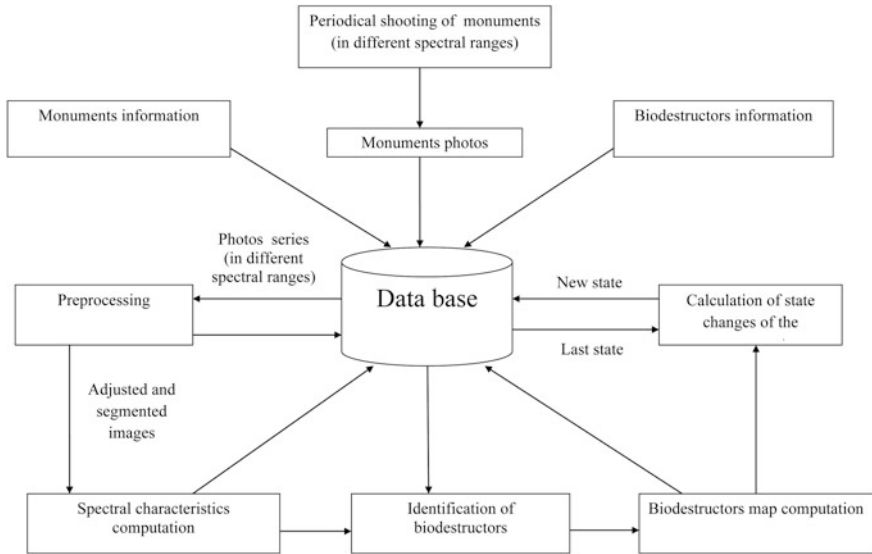 Periodical shooting of monuments
(in different spectral ranges)
Monuments information
Monuments photos
Biodestructors information
Photos series
(in different
spectral ranges)
Preprocessing
Data base
New state
Last state
Calculation of state
changes of the
Adjusted and
segmented
images
Spectral characteristics
computation
Identification of
biodestructors
Biodestructors map computation